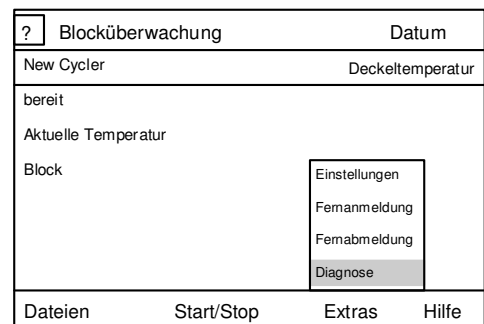 ? Blocküberwachung Datum
New Cycler Deckeltemperatur
bereit
Aktuelle Temperatur
Block
Einstellungen
Fernanmeldung
Fernabmeldung
Diagnose
Dateien Start/Stop Extras Hilfe